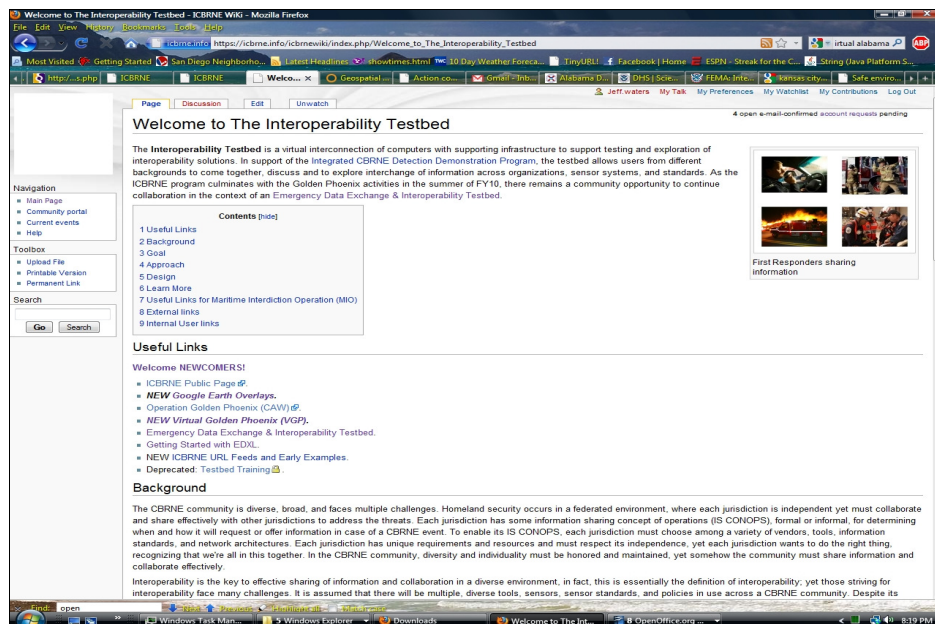 Welcome to The Interoperability Testbed - ICBRNE WiKi - Mozilla Firefox
File Edit View History Bookmarks Tools Help
icbrne.info https://icbrne.info/icbrnewiki/index.php/Welcome_to_The_Interoperability_Testbed
irtual alabama
ABP
Most Visited Getting Started San Diego Neighborho... Latest Headlines showtimes.html TWC 10 Day Weather Foreca... TinyURL! Facebook | Home ESPN - Streak for the C... String (Java Platform S...
http:/...s.php ICBRNE ICBRNE Welco... X Geospatial ... Action co... Gmail - Inb... Alabama D... DHS | Scie... FEMA: Inte... kansas city... Safe enviro...
Jeff.waters My Talk My Preferences My Watchlist My Contributions Log Out
Page Discussion Edit Unwatch
4 open e-mail-confirmed account requests pending
Welcome to The Interoperability Testbed
The Interoperability Testbed is a virtual interconnection of computers with supporting infrastructure to support testing and exploration of
interoperability solutions. In support of the Integrated CBRNE Detection Demonstration Program, the testbed allows users from different
backgrounds to come together, discuss and to explore interchange of information across organizations, sensor systems, and standards. As the
ICBRNE program culminates with the Golden Phoenix activities in the summer of FY10, there remains a community opportunity to continue
collaboration in the context of an Emergency Data Exchange & Interoperability Testbed.
First Responders sharing
information
Navigation
Main Page
Community portal
Current events
Help
Toolbox
Upload File
Printable Version
Permanent Link
Search
Go Search
Contents [hide]
1 Useful Links
2 Background
3 Goal
4 Approach
5 Design
6 Learn More
7 Useful Links for Maritime Interdiction Operation (MIO)
8 External links
9 Internal User links
Useful Links
Welcome NEWCOMERS!
ICBRNE Public Page.
NEW Google Earth Overlays.
Operation Golden Phoenix (CAW).
NEW Virtual Golden Phoenix (VGP).
Emergency Data Exchange & Interoperability Testbed.
Getting Started with EDXL.
NEW ICBRNE URL Feeds and Early Examples.
Deprecated: Testbed Training.
Background
The CBRNE community is diverse, broad, and faces multiple challenges. Homeland security occurs in a federated environment, where each jurisdiction is independent yet must collaborate
and share effectively with other jurisdictions to address the threats. Each jurisdiction has some information sharing concept of operations (IS CONOPS), formal or informal, for determining
when and how it will request or offer information in case of a CBRNE event. To enable its IS CONOPS, each jurisdiction must choose among a variety of vendors, tools, information
standards, and network architectures. Each jurisdiction has unique requirements and resources and must respect its independence, yet each jurisdiction wants to do the right thing,
recognizing that we're all in this together. In the CBRNE community, diversity and individuality must be honored and maintained, yet somehow the community must share information and
collaborate effectively.
Interoperability is the key to effective sharing of information and collaboration in a diverse environment, in fact, this is essentially the definition of interoperability; yet those striving for
interoperability face many challenges. It is assumed that there will be multiple, diverse tools, sensors, sensor standards, and policies in use across a CBRNE community. Despite its
Find: open Next Previous Highlight all Match case
Windows Task Man... 5 Windows Explorer Downloads Welcome to The Int... 8 OpenOffice.org ... 8:19 PM